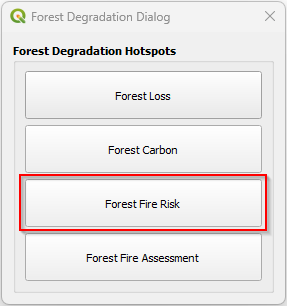 Forest Degradation Dialog
Forest Degradation Hotspots
Forest Loss
Forest Carbon
Forest Fire Risk
Forest Fire Assessment